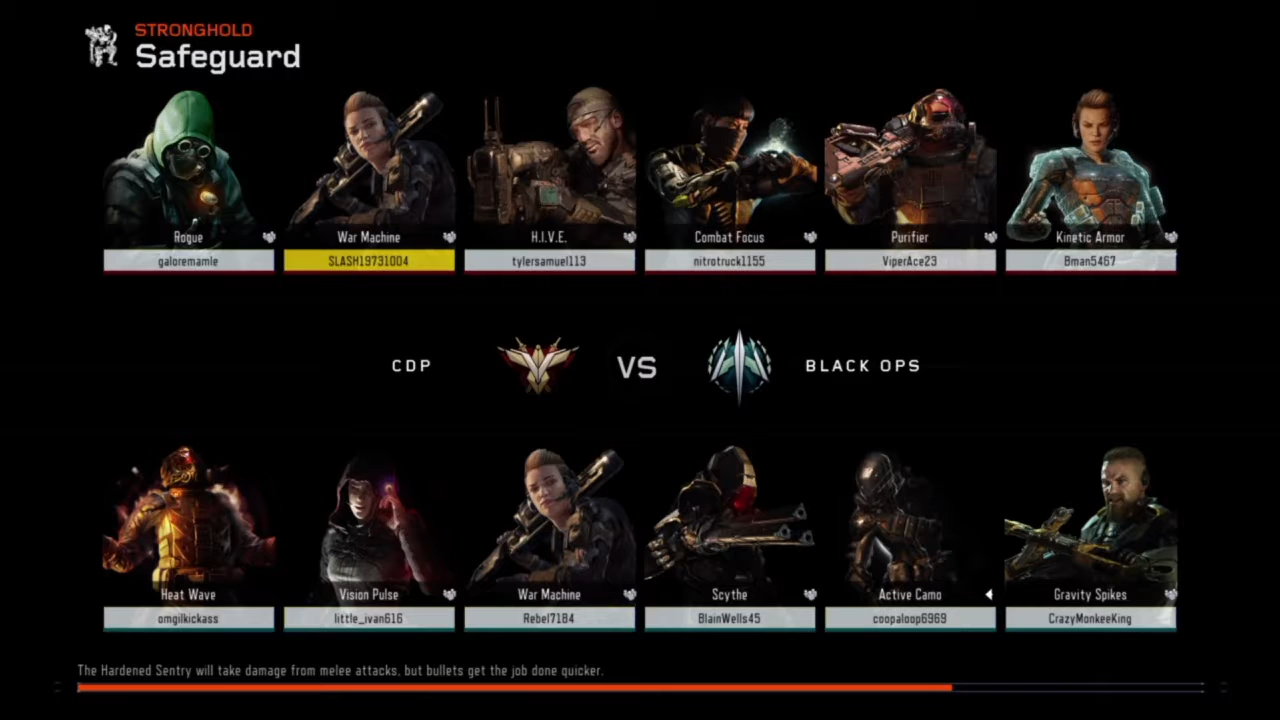 STRONGHOLD
Safeguard
Rogue
War Machine
H.I.V.E.
Combat Focus
Purifier
Kinetic Armor
galoremamle
SLASH19731004
tylersamuel113
nitrotruck1155
ViperAce23
Bman5467
CDP
VS
BLACK OPS
Heat Wave
Vision Pulse
War Machine
Scythe
Active Camo
Gravity Spikes
omgilkickass
little_ivan616
Rebel7184
BlainWells45
coopaloop6969
CrazyMonkeeKing
The Hardened Sentry will take damage from melee attacks, but bullets get the job done quicker.